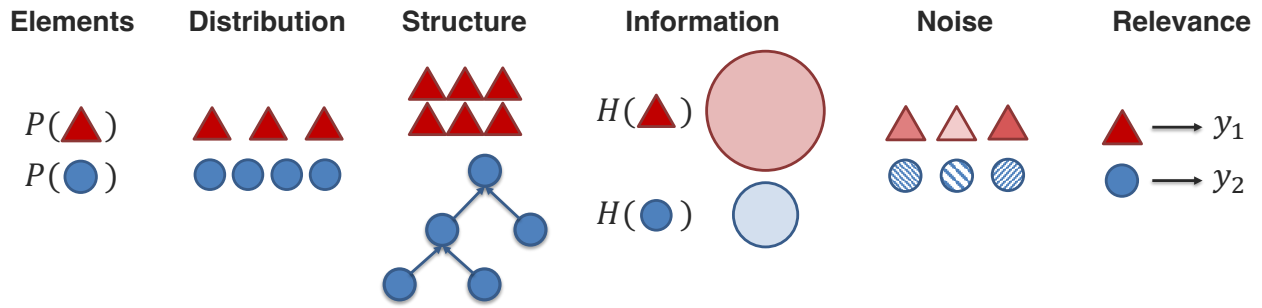 Elements Distribution Structure Information Noise Relevance
P( )
P( )
H( )
H( )
y₁
y₂